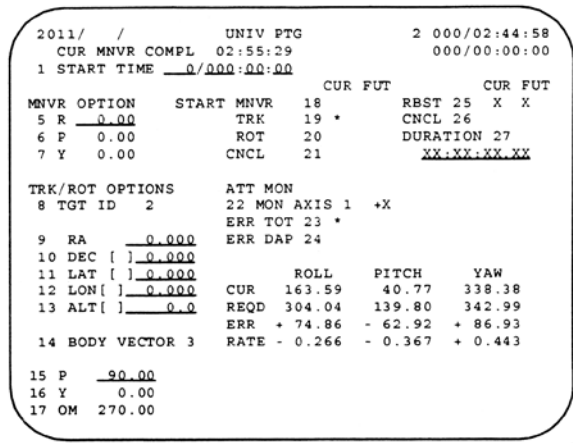 2011/ / UNIV PTG 2 000/02:44:58
CUR MNVR COMPL 02:55:29 000/00:00:00
1 START TIME 0/000:00:00
CUR FUT CUR FUT
MNVR OPTION START MNVR 18 RBST 25 X X
5 R 0.00 TRK 19 * CNCL 26
6 P 0.00 ROT 20 DURATION 27
7 Y 0.00 CNCL 21 XX:XX:XX.XX
TRK/ROT OPTIONS ATT MON
8 TGT ID 2 22 MON AXIS 1 +X
ERR TOT 23 *
9 RA 0.000 ERR DAP 24
10 DEC [ ] 0.000
11 LAT [ ] 0.000 ROLL PITCH YAW
12 LON[ ] 0.000 CUR 163.59 40.77 338.38
13 ALT[ ] 0.0 REQD 304.04 139.80 342.99
ERR + 74.86 - 62.92 + 86.93
14 BODY VECTOR 3 RATE - 0.266 - 0.367 + 0.443
15 P 90.00
16 Y 0.00
17 OM 270.00